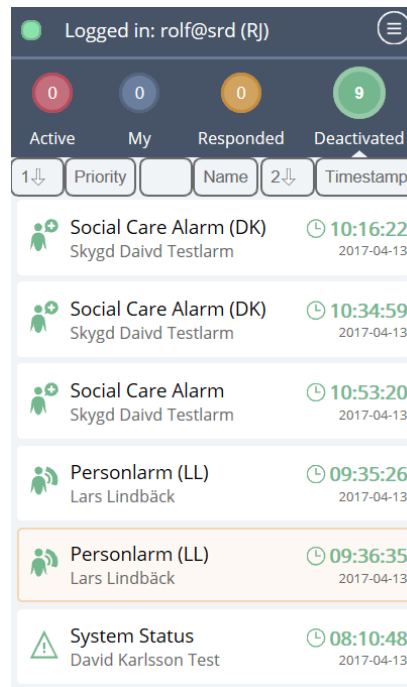 Logged in: rolf@srd (RJ)
0 0 0 9
Active My Responded Deactivated
1 Priority Name 2 Timestamp
Social Care Alarm (DK) 10:16:22
Skygd Daivd Testlarm 2017-04-13
Social Care Alarm (DK) 10:34:59
Skygd Daivd Testlarm 2017-04-13
Social Care Alarm 10:53:20
Skygd Daivd Testlarm 2017-04-13
Personlarm (LL) 09:35:26
Lars Lindbäck 2017-04-13
Personlarm (LL) 09:36:35
Lars Lindbäck 2017-04-13
System Status 08:10:48
David Karlsson Test 2017-04-13